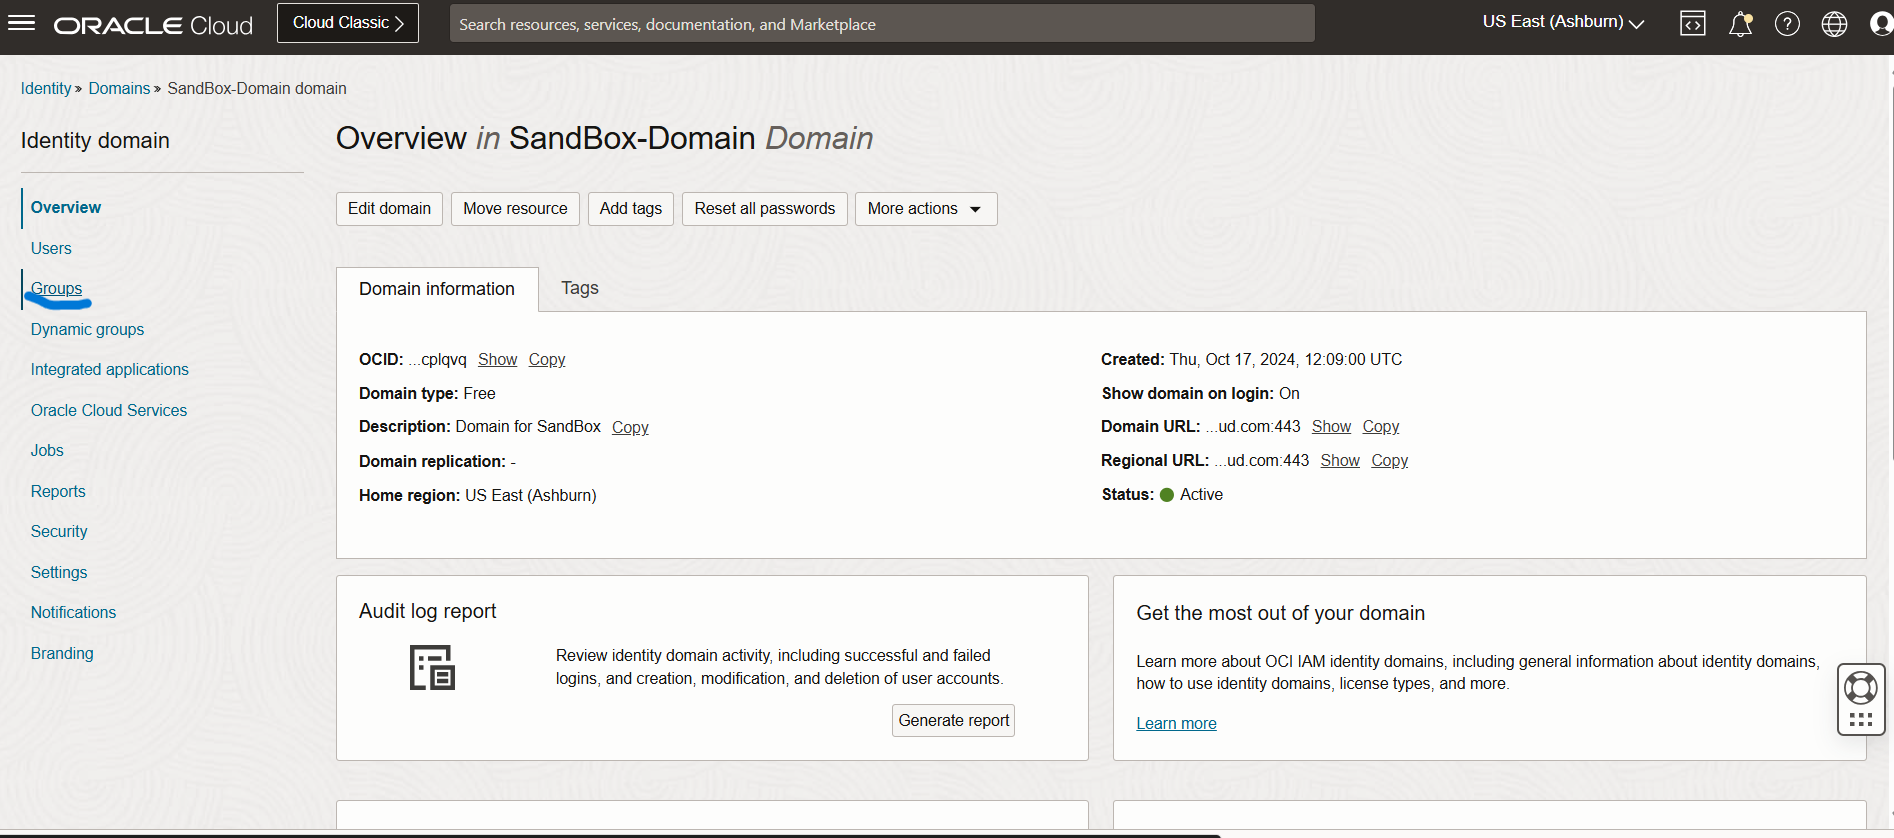 ORACLE Cloud
Cloud Classic
Search resources, services, documentation, and Marketplace
US East (Ashburn)
Identity » Domains » SandBox-Domain domain
Identity domain
Overview
Users
Groups
Dynamic groups
Integrated applications
Oracle Cloud Services
Jobs
Reports
Security
Settings
Notifications
Branding
Overview in SandBox-Domain Domain
Edit domain
Move resource
Add tags
Reset all passwords
More actions
Domain information
Tags
OCID: ...cplqvq Show Copy
Domain type: Free
Description: Domain for SandBox Copy
Domain replication: -
Home region: US East (Ashburn)
Created: Thu, Oct 17, 2024, 12:09:00 UTC
Show domain on login: On
Domain URL: ...ud.com:443 Show Copy
Regional URL: ...ud.com:443 Show Copy
Status: Active
Audit log report
Review identity domain activity, including successful and failed
logins, and creation, modification, and deletion of user accounts.
Generate report
Get the most out of your domain
Learn more about OCI IAM identity domains, including general information about identity domains,
how to use identity domains, license types, and more.
Learn more